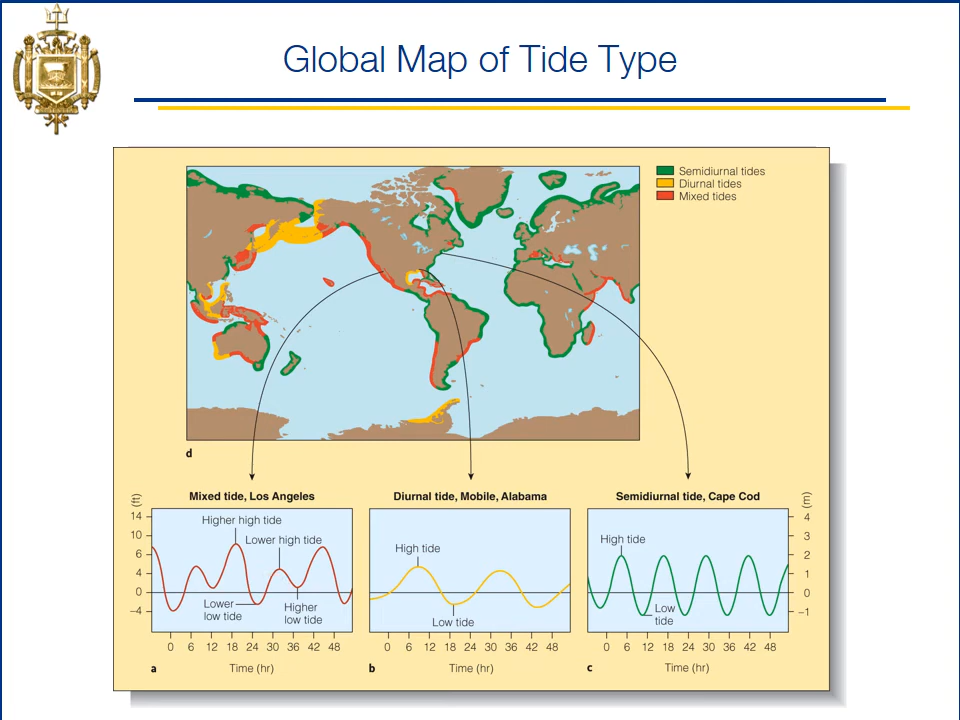 Global Map of Tide Type
Semidiurnal tides
Diurnal tides
Mixed tides
d
Mixed tide, Los Angeles
(ft)
14
10
6
4
0
−4
Higher high tide
Lower high tide
Lower
low tide
Higher
low tide
0 6 12 18 24 30 36 42 48
a
Time (hr)
Diurnal tide, Mobile, Alabama
High tide
Low tide
0 6 12 18 24 30 36 42 48
b
Time (hr)
Semidiurnal tide, Cape Cod
(m)
High tide
Low
tide
4
3
2
1
0
−1
0 6 12 18 24 30 36 42 48
c
Time (hr)